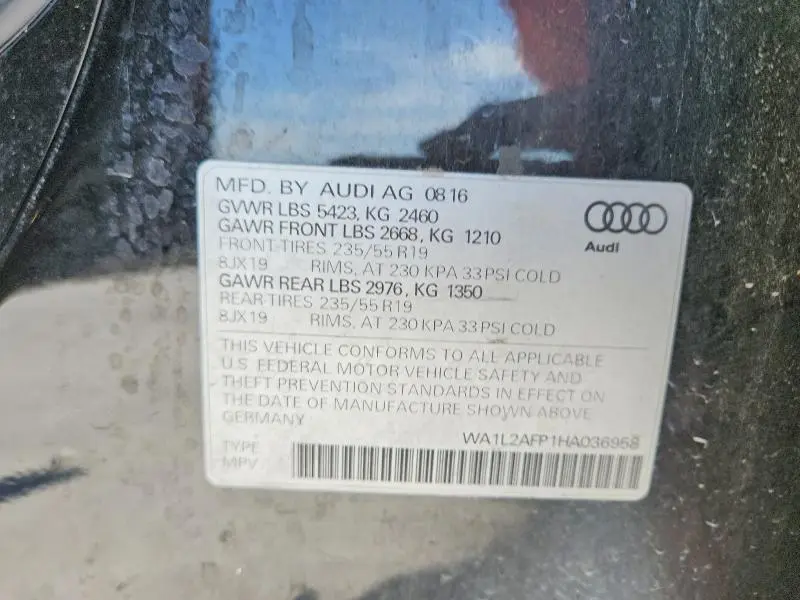 MFD. BY AUDI AG 0816
GVWR LBS 5423, KG 2460
GAWR FRONT LBS 2668, KG 1210
FRONT-TIRES 235/55 R19
8JX19 RIMS, AT 230 KPA 33 PSI COLD
GAWR REAR LBS 2976, KG 1350
REAR-TIRES 235/55 R19
8JX19 RIMS, AT 230 KPA 33 PSI COLD
Audi
THIS VEHICLE CONFORMS TO ALL APPLICABLE
U.S. FEDERAL MOTOR VEHICLE SAFETY AND
THEFT PREVENTION STANDARDS IN EFFECT ON
THE DATE OF MANUFACTURE SHOWN ABOVE
GERMANY
WA1L2AFP1HA036958
TYPE
MPV